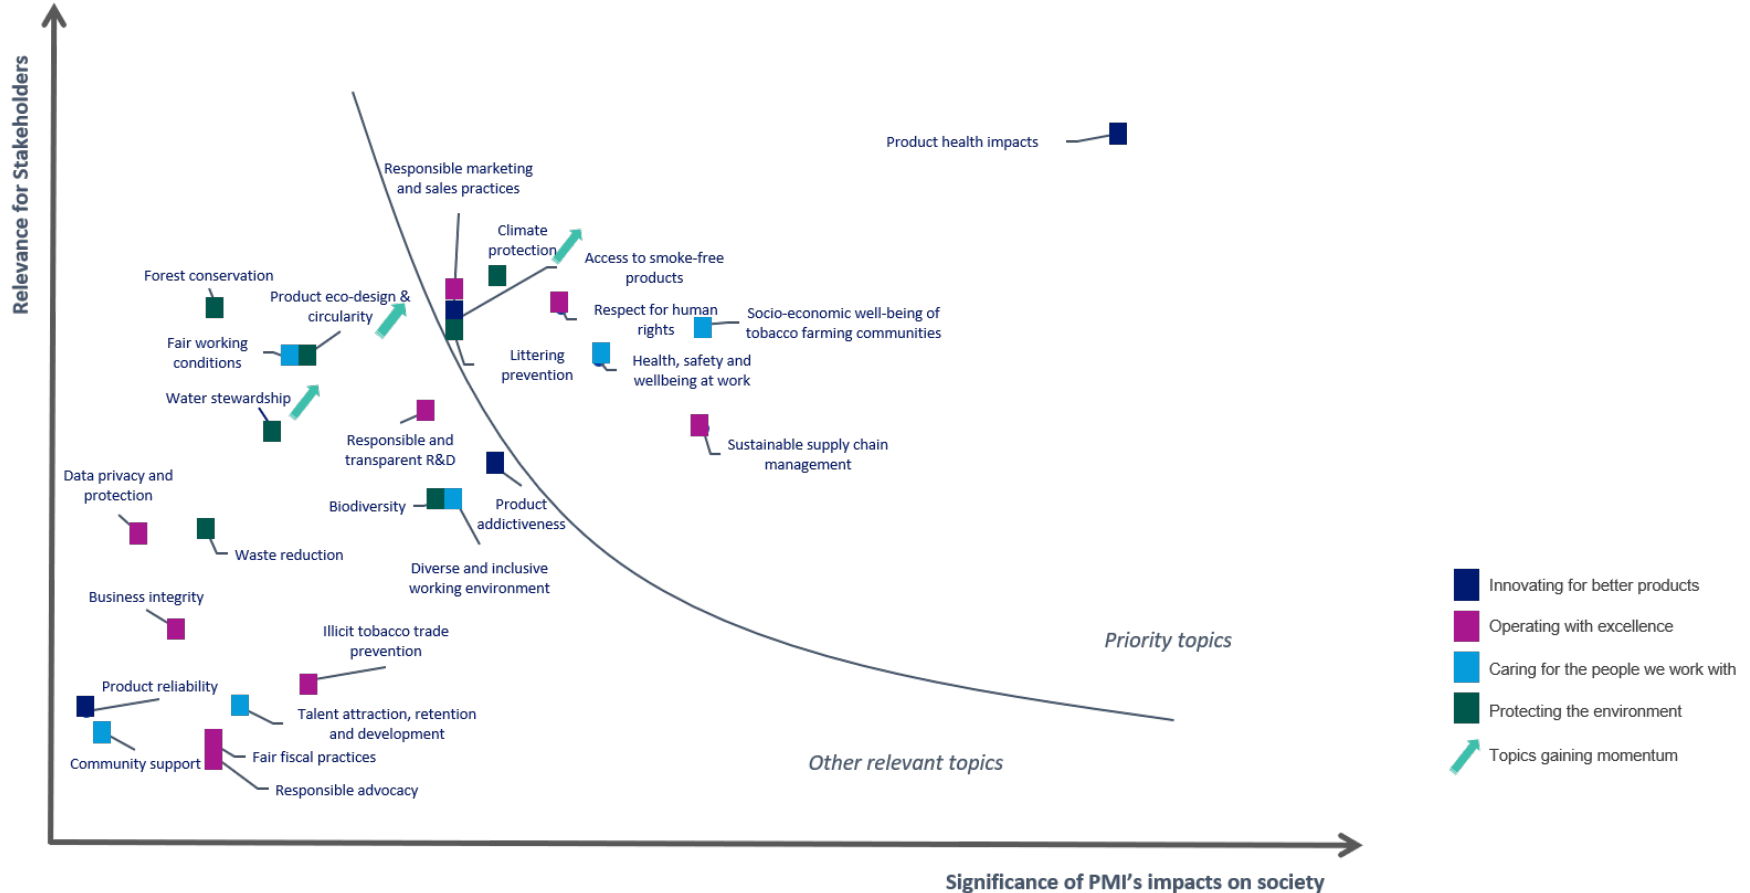 Relevance for Stakeholders
Product health impacts
Responsible marketing
and sales practices
Climate
protection
Access to smoke-free
products
Forest conservation
Product eco-design &
circularity
Respect for human
rights
Socio-economic well-being of
tobacco farming communities
Fair working
conditions
Littering
prevention
Health, safety and
wellbeing at work
Water stewardship
Responsible and
transparent R&D
Sustainable supply chain
management
Data privacy and
protection
Biodiversity
Product
addictiveness
Waste reduction
Diverse and inclusive
working environment
Business integrity
Illicit tobacco trade
prevention
Priority topics
Product reliability
Talent attraction, retention
and development
Community support
Fair fiscal practices
Responsible advocacy
Other relevant topics
Innovating for better products
Operating with excellence
Caring for the people we work with
Protecting the environment
Topics gaining momentum
Significance of PMI's impacts on society